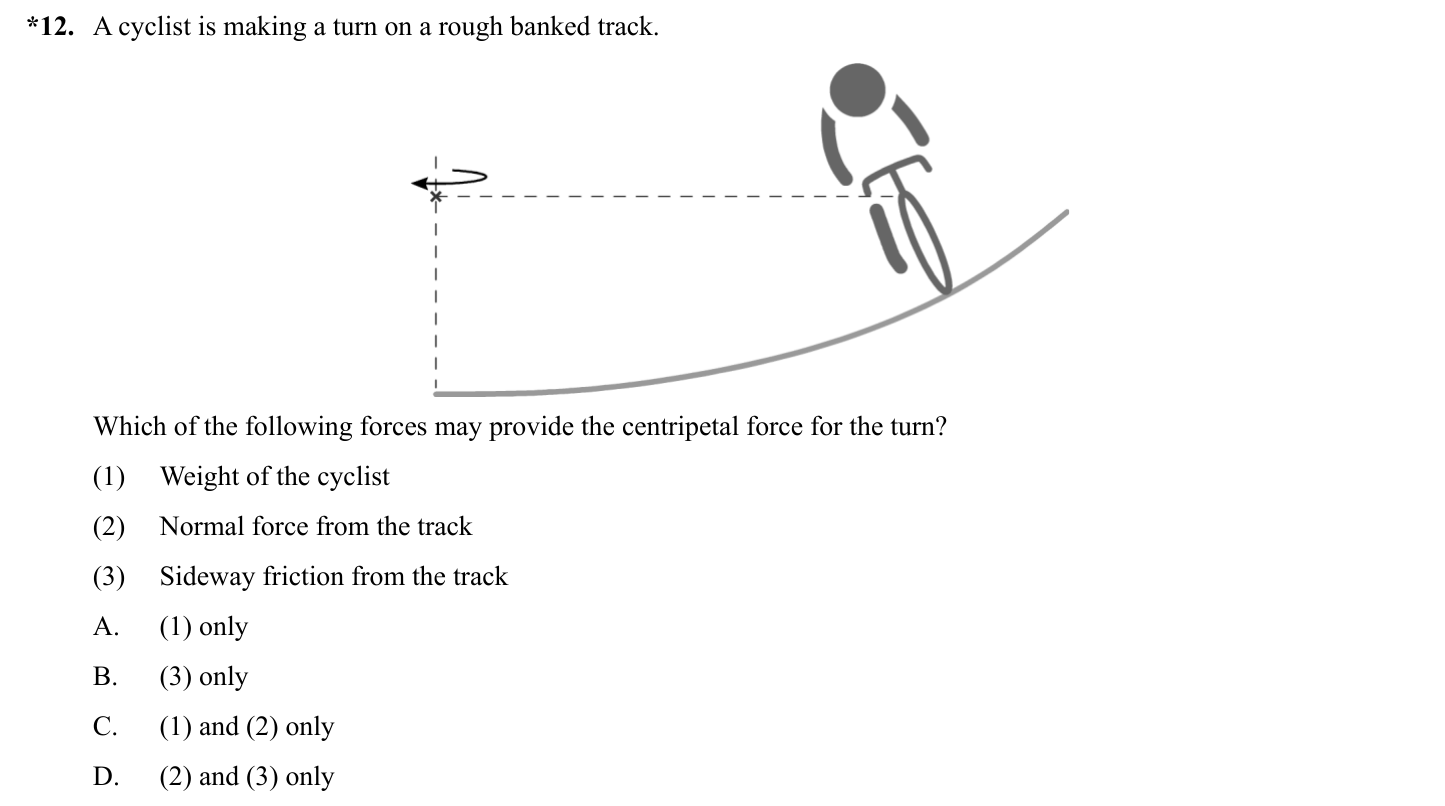 *12. A cyclist is making a turn on a rough banked track.
Which of the following forces may provide the centripetal force for the turn?
(1) Weight of the cyclist
(2) Normal force from the track
(3) Sideway friction from the track
A. (1) only
B. (3) only
C. (1) and (2) only
D. (2) and (3) only